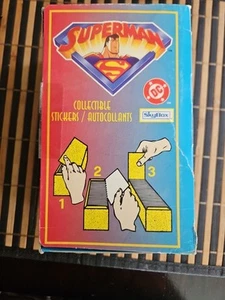 SUPERMAN
S
COLLECTIBLE
STICKERS / AUTOCOLLANTS
DC
SkyBox
1
2
3